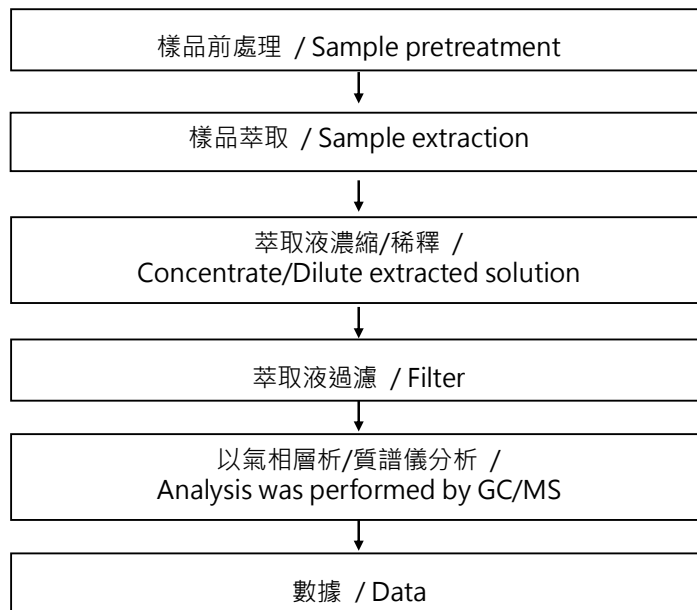 樣品前處理 / Sample pretreatment
樣品萃取 / Sample extraction
萃取液濃縮/稀釋 /
Concentrate/Dilute extracted solution
萃取液過濾 / Filter
以氣相層析/質譜儀分析 /
Analysis was performed by GC/MS
數據 / Data